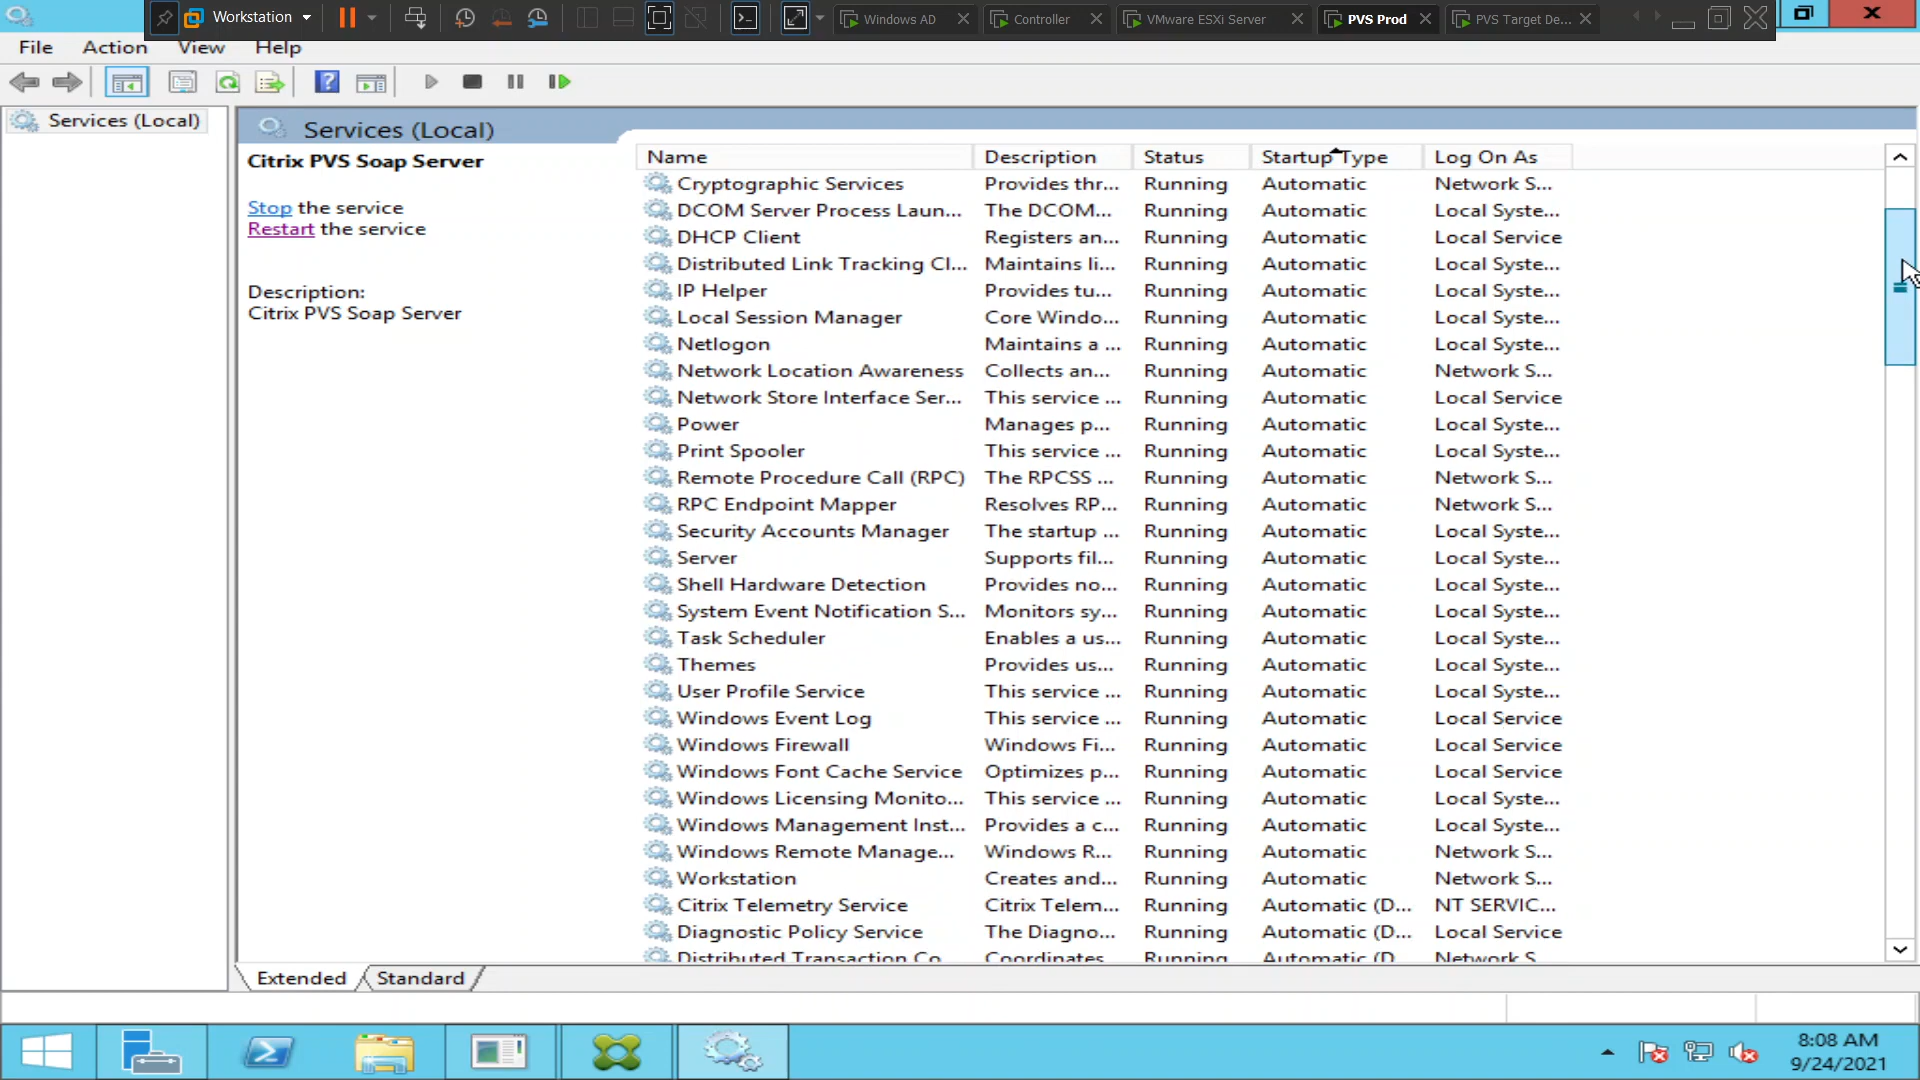 Workstation
Windows AD
Controller
VMware ESXi Server
PVS Prod
PVS Target De...
File Action View Help
Services (Local)
Services (Local)
Citrix PVS Soap Server
Stop the service
Restart the service
Description:
Citrix PVS Soap Server
Name Description Status Startup Type Log On As
Cryptographic Services Provides thr... Running Automatic Network S...
DCOM Server Process Laun... The DCOM... Running Automatic Local Syste...
DHCP Client Registers an... Running Automatic Local Service
Distributed Link Tracking Cl... Maintains li... Running Automatic Local Syste...
IP Helper Provides tu... Running Automatic Local Syste...
Local Session Manager Core Windo... Running Automatic Local Syste...
Netlogon Maintains a ... Running Automatic Local Syste...
Network Location Awareness Collects an... Running Automatic Network S...
Network Store Interface Ser... This service ... Running Automatic Local Service
Power Manages p... Running Automatic Local Syste...
Print Spooler This service ... Running Automatic Local Syste...
Remote Procedure Call (RPC) The RPCSS ... Running Automatic Network S...
RPC Endpoint Mapper Resolves RP... Running Automatic Network S...
Security Accounts Manager The startup ... Running Automatic Local Syste...
Server Supports fil... Running Automatic Local Syste...
Shell Hardware Detection Provides no... Running Automatic Local Syste...
System Event Notification S... Monitors sy... Running Automatic Local Syste...
Task Scheduler Enables a us... Running Automatic Local Syste...
Themes Provides us... Running Automatic Local Syste...
User Profile Service This service ... Running Automatic Local Syste...
Windows Event Log This service ... Running Automatic Local Service
Windows Firewall Windows Fi... Running Automatic Local Service
Windows Font Cache Service Optimizes p... Running Automatic Local Service
Windows Licensing Monito... This service ... Running Automatic Local Syste...
Windows Management Inst... Provides a c... Running Automatic Local Syste...
Windows Remote Manage... Windows R... Running Automatic Network S...
Workstation Creates and... Running Automatic Network S...
Citrix Telemetry Service Citrix Telem... Running Automatic (D... NT SERVIC...
Diagnostic Policy Service The Diagno... Running Automatic (D... Local Service
Distributed Transaction Co... Coordinates... Running Automatic (D... Network S...
Extended Standard
8:08 AM
9/24/2021